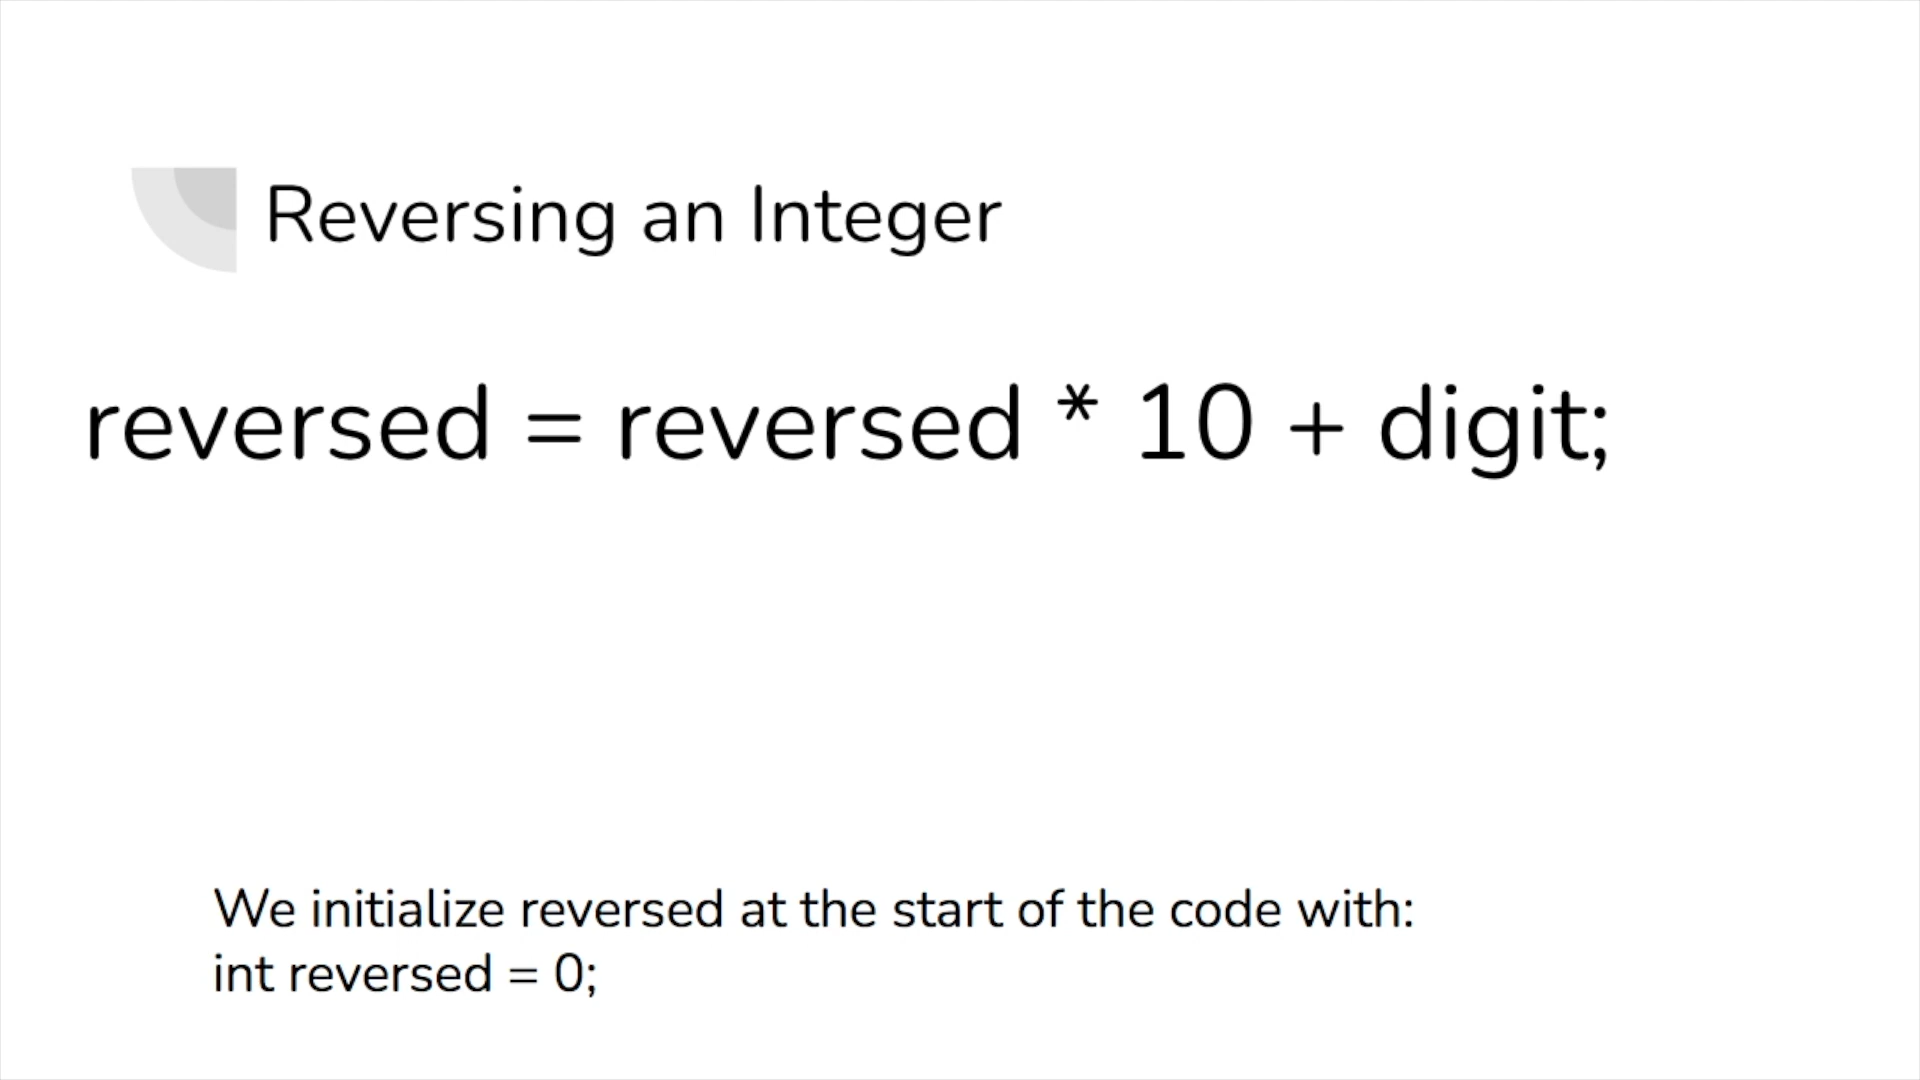 Reversing an Integer
reversed = reversed * 10 + digit;
We initialize reversed at the start of the code with:
int reversed = 0;